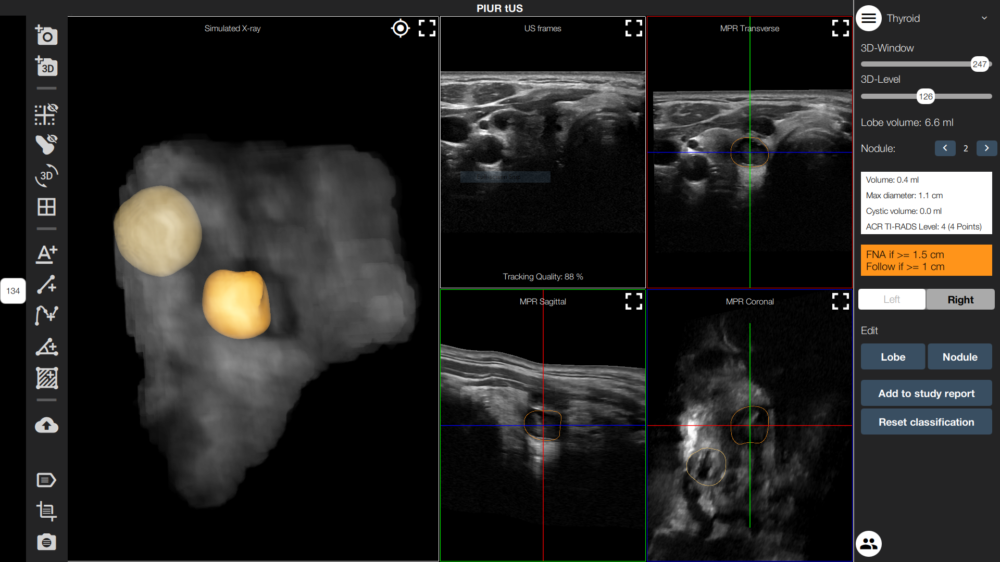 PIUR tUS
Simulated X-ray
US frames
MPR Transverse
Full-screen Snip
Tracking Quality: 88 %
MPR Sagittal
MPR Coronal
3D
3D
A+
134
Thyroid
3D-Window
247
3D-Level
126
Lobe volume: 6.6 ml
Nodule: 2
Volume: 0.4 ml
Max diameter: 1.1 cm
Cystic volume: 0.0 ml
ACR TI-RADS Level: 4 (4 Points)
FNA if >= 1.5 cm
Follow if >= 1 cm
Left Right
Edit
Lobe Nodule
Add to study report
Reset classification